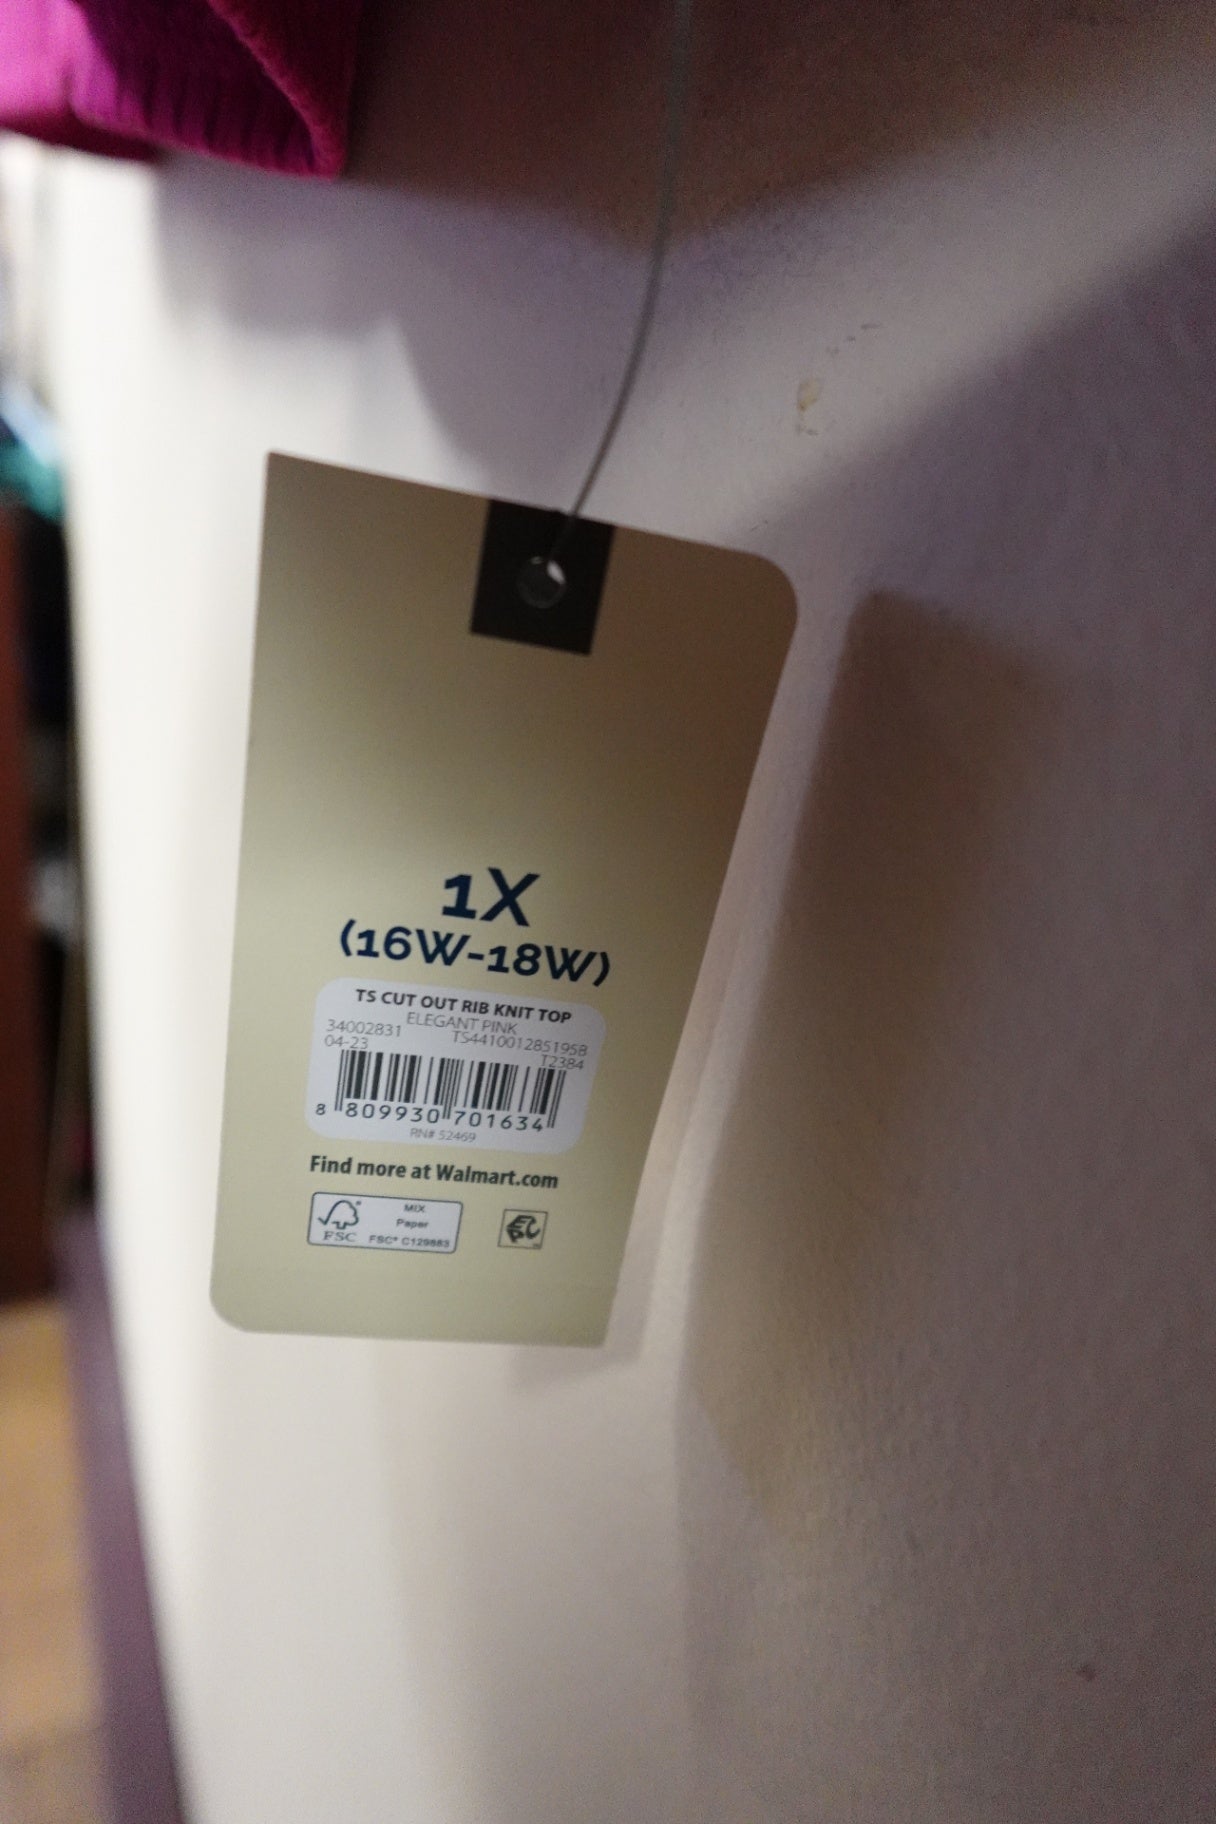 1X
(16W-18W)
TS CUT OUT RIB KNIT TOP
ELEGANT PINK
34002831 TS4410012851958
04-23 T2384
8 809930 701634
RN# 52469
Find more at Walmart.com
MIX
Paper
FSC FSC® C129883